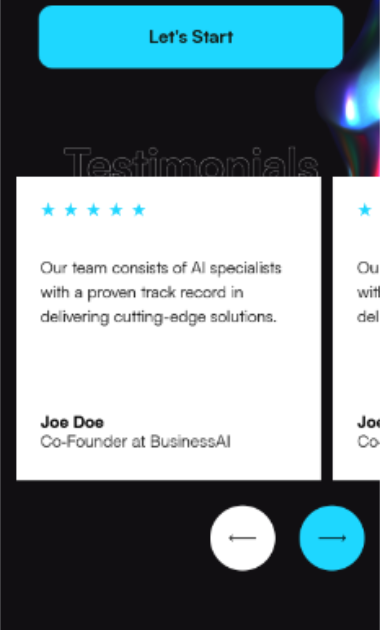 Let's Start
Testimonials
Our team consists of AI specialists
with a proven track record in
delivering cutting-edge solutions.
Joe Doe
Co-Founder at BusinessAI
Ou
wit
del
Joe
Co-